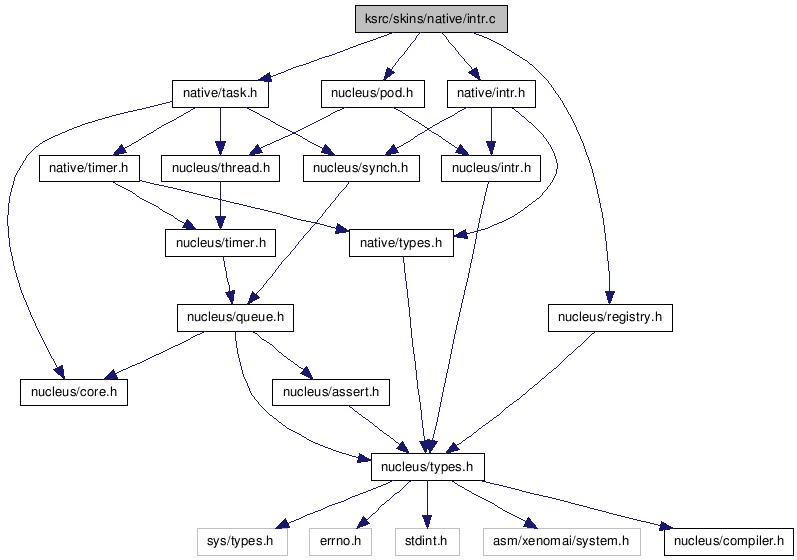 ksrc/skins/native/intr.c
native/task.h
nucleus/pod.h
native/intr.h
native/timer.h
nucleus/thread.h
nucleus/synch.h
nucleus/intr.h
nucleus/timer.h
native/types.h
nucleus/queue.h
nucleus/registry.h
nucleus/core.h
nucleus/assert.h
nucleus/types.h
sys/types.h
errno.h
stdint.h
asm/xenomai/system.h
nucleus/compiler.h